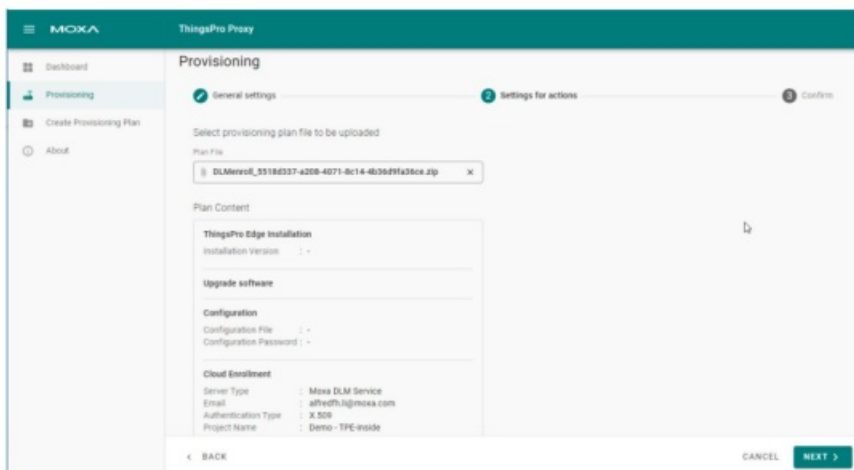 MOXA
ThingsPro Proxy
Dashboard
Provisioning
Create Provisioning Plan
About
Provisioning
General settings
2 Settings for actions
3 Confirm
Select provisioning plan file to be uploaded
Plan File
DLMenroll_5518d337-a208-4071-8c14-4b36d9fa36ce.zip ×
Plan Content
ThingsPro Edge Installation
Installation Version : -
Upgrade software
Configuration
Configuration File : -
Configuration Password : -
Cloud Enrollment
Server Type : Moxa DLM Service
Email : alfredfh.li@moxa.com
Authentication Type : X.509
Project Name : Demo - TPE-inside
< BACK
CANCEL
NEXT >